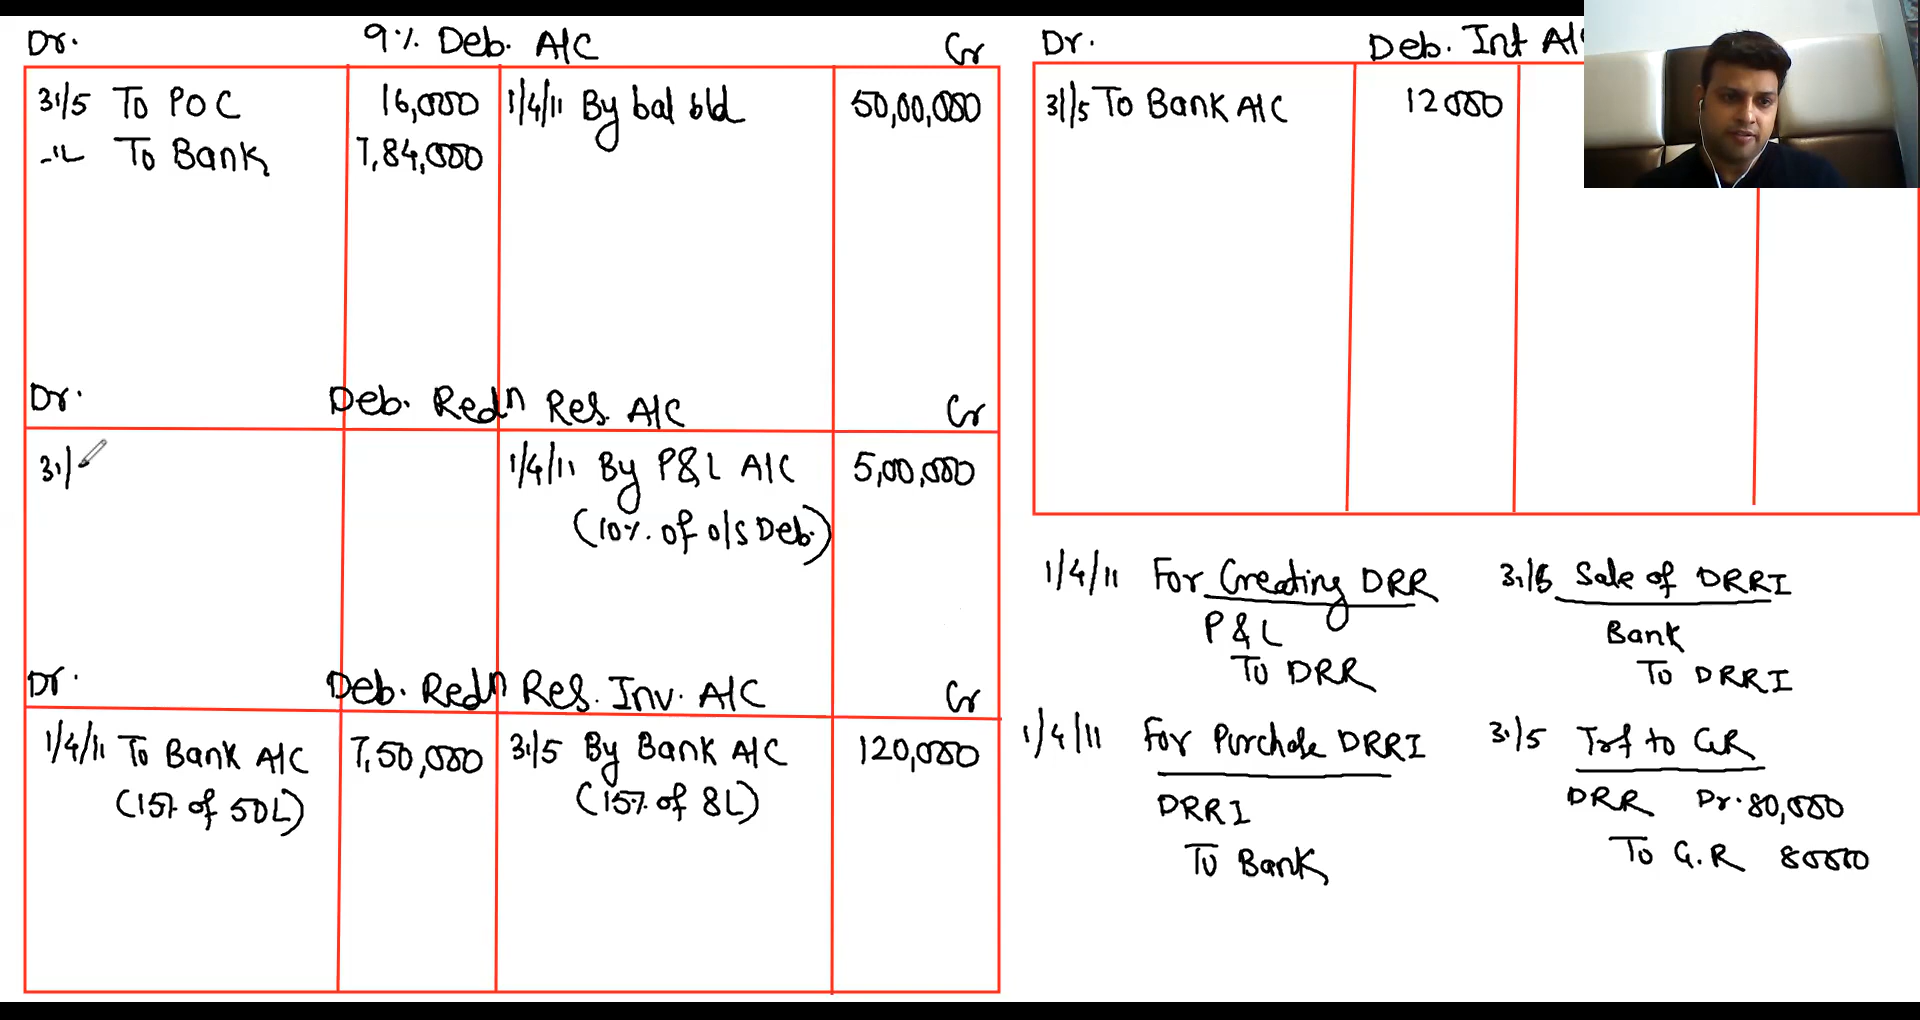 Dr. 9% Deb. A/C Cr
31/5 To POC 16,000 1/4/11 By bal b/d 50,00,000
-"- To Bank 7,84,000
Dr. Deb. Redn Res. A/C Cr
31/ 1/4/11 By P&L A/C 5,00,000
(10% of o/s Deb.)
Dr. Deb. Redn Res. Inv. A/C Cr
1/4/11 To Bank A/C 7,50,000 31/5 By Bank A/C 120,000
(15% of 50L) (15% of 8L)
Dr. Deb. Int A/C
31/5 To Bank A/C 12000
1/4/11 For Creating DRR
P & L
To DRR
31/5 Sale of DRRI
Bank
To DRRI
1/4/11 For Purchase DRRI
DRRI
To Bank
31/5 Trf to GR
DRR Dr. 80,000
To G.R 80000